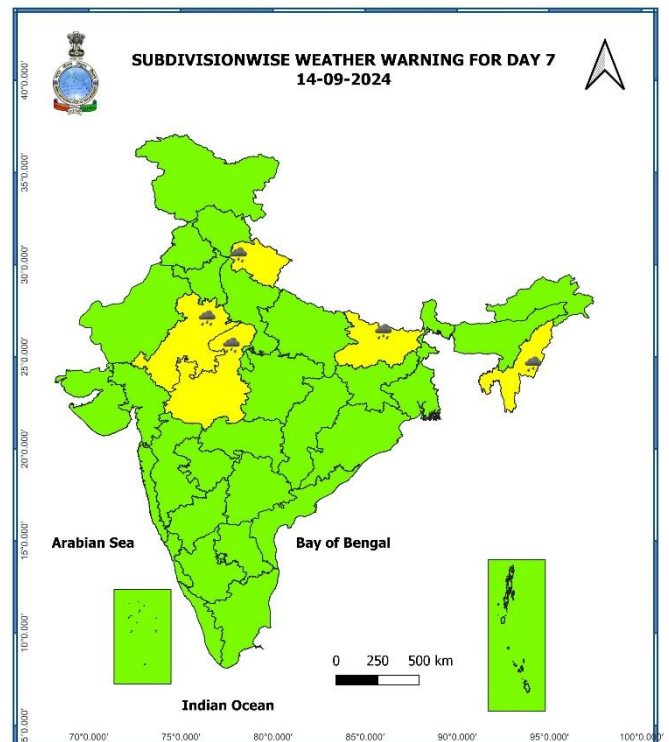 SUBDIVISIONWISE WEATHER WARNING FOR DAY 7
14-09-2024
40°0.000'
35°0.000'
30°0.000'
25°0.000'
20°0.000'
15°0.000'
10°0.000'
5°0.000'
Arabian Sea
Bay of Bengal
0 250 500 km
Indian Ocean
70°0.000' 75°0.000' 80°0.000' 85°0.000' 90°0.000' 95°0.000' 100°0.000'